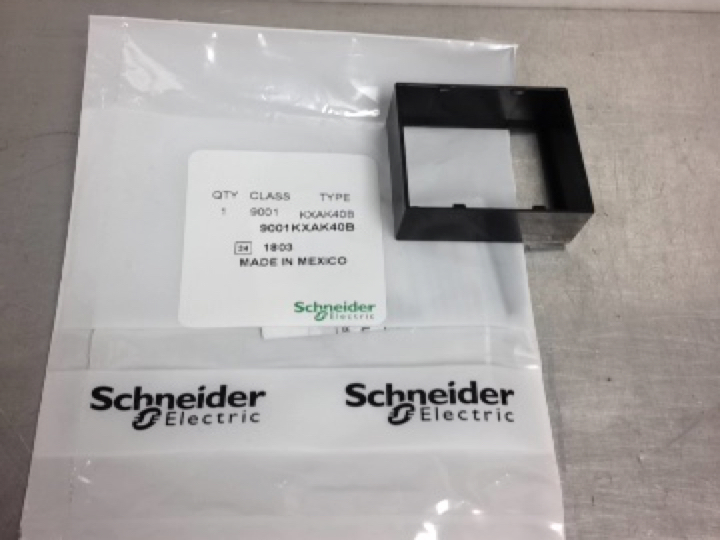 QTY CLASS TYPE
1 9001 KXAK40B
9001KXAK40B
24 1803
MADE IN MEXICO
Schneider
Electric
Schneider Schneider
Electric Electric